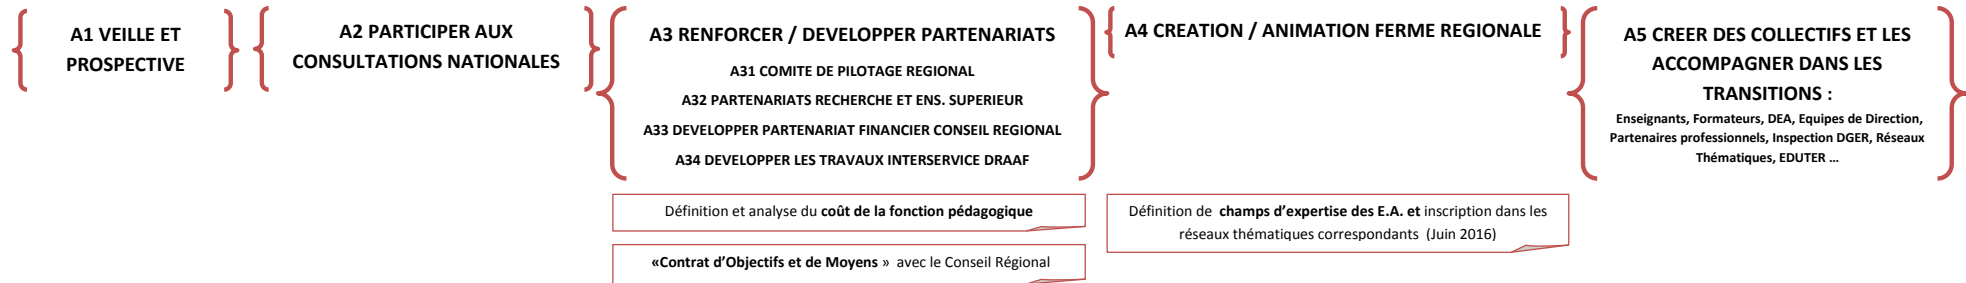 A1 VEILLE ET
PROSPECTIVE
A2 PARTICIPER AUX
CONSULTATIONS NATIONALES
A3 RENFORCER / DEVELOPPER PARTENARIATS
A31 COMITE DE PILOTAGE REGIONAL
A32 PARTENARIATS RECHERCHE ET ENS. SUPERIEUR
A33 DEVELOPPER PARTENARIAT FINANCIER CONSEIL REGIONAL
A34 DEVELOPPER LES TRAVAUX INTERSERVICE DRAAF
Définition et analyse du coût de la fonction pédagogique
«Contrat d’Objectifs et de Moyens » avec le Conseil Régional
A4 CREATION / ANIMATION FERME REGIONALE
Définition de champs d’expertise des E.A. et inscription dans les
réseaux thématiques correspondants (Juin 2016)
A5 CREER DES COLLECTIFS ET LES
ACCOMPAGNER DANS LES
TRANSITIONS :
Enseignants, Formateurs, DEA, Equipes de Direction,
Partenaires professionnels, Inspection DGER, Réseaux
Thématiques, EDUTER …